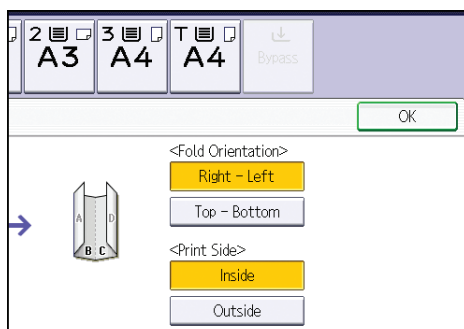 2 3 T
A3 A4 A4 Bypass
OK
<Fold Orientation>
Right - Left
Top - Bottom
A D
B C
<Print Side>
Inside
Outside